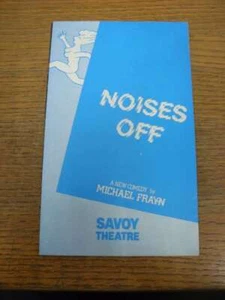 NOISES
OFF
A NEW COMEDY by
MICHAEL FRAYN
SAVOY
THEATRE